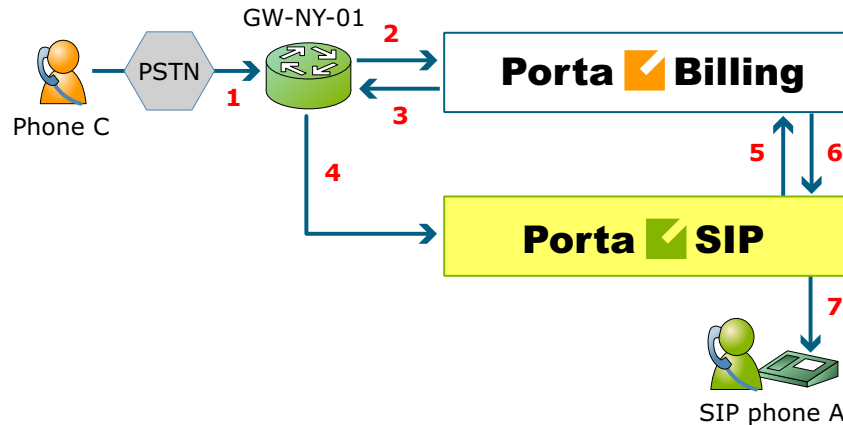 GW-NY-01
2
Porta Billing
PSTN
1
3
Phone C
5
6
4
Porta SIP
7
SIP phone A